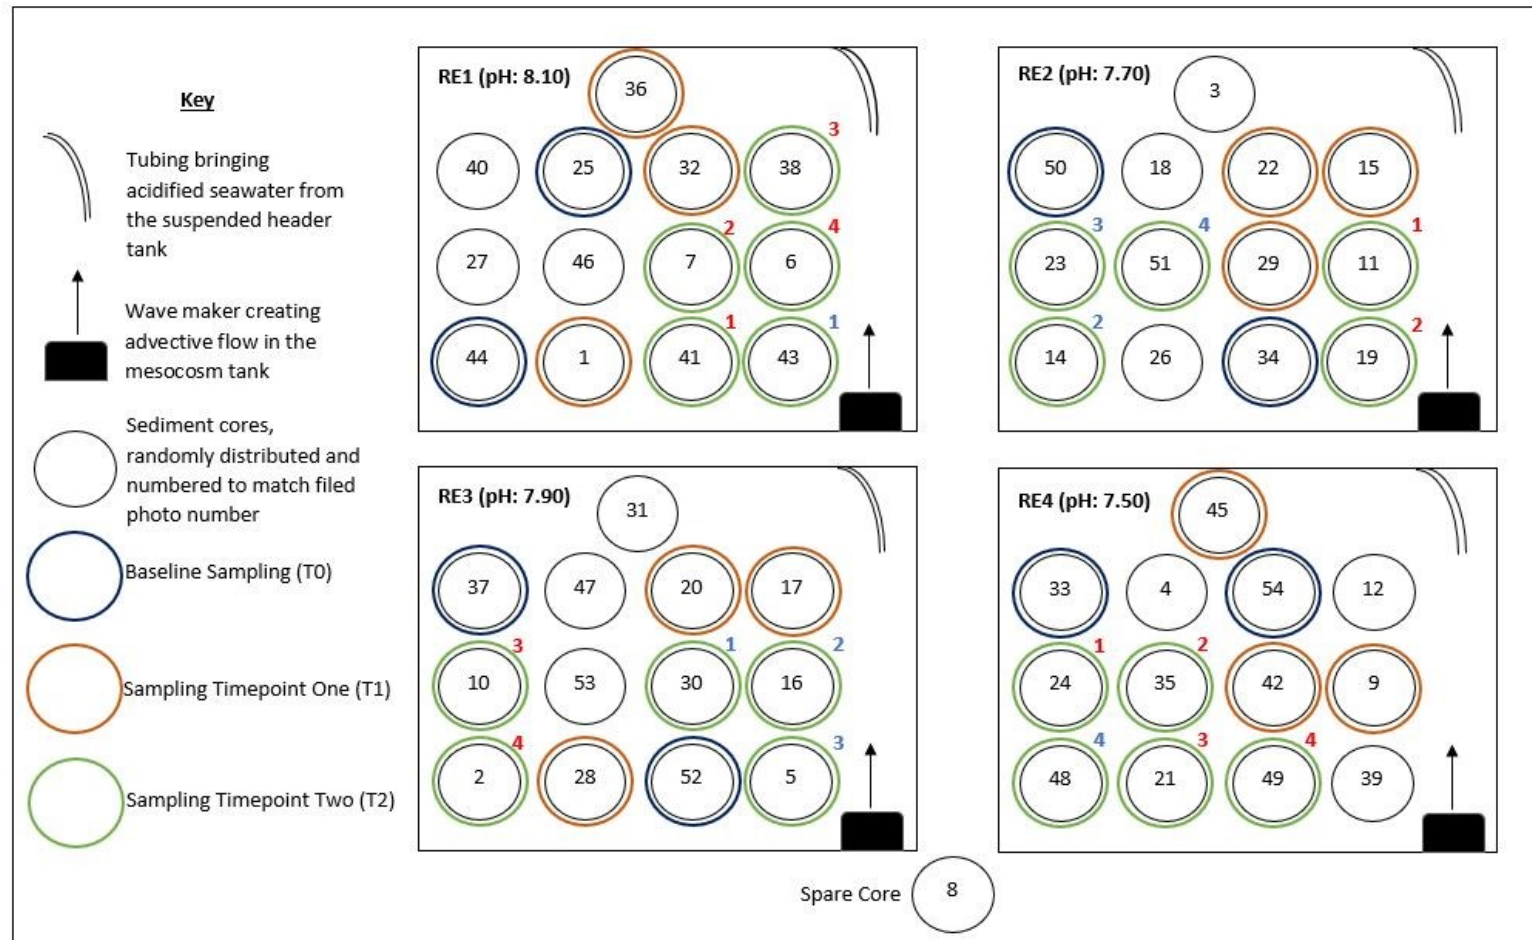 Key
Tubing bringing
acidified seawater from
the suspended header
tank
Wave maker creating
advective flow in the
mesocosm tank
Sediment cores,
randomly distributed and
numbered to match filed
photo number
Baseline Sampling (T0)
Sampling Timepoint One (T1)
Sampling Timepoint Two (T2)
RE1 (pH: 8.10)
36
3
40 25 32 38
2 4
27 46 7 6
1 1
44 1 41 43
RE2 (pH: 7.70)
3
50 18 22 15
3 4 1
23 51 29 11
2 2
14 26 34 19
RE3 (pH: 7.90)
31
37 47 20 17
3 1 2
10 53 30 16
4 3
2 28 52 5
RE4 (pH: 7.50)
45
33 4 54 12
1 2
24 35 42 9
4 3 4
48 21 49 39
Spare Core 8